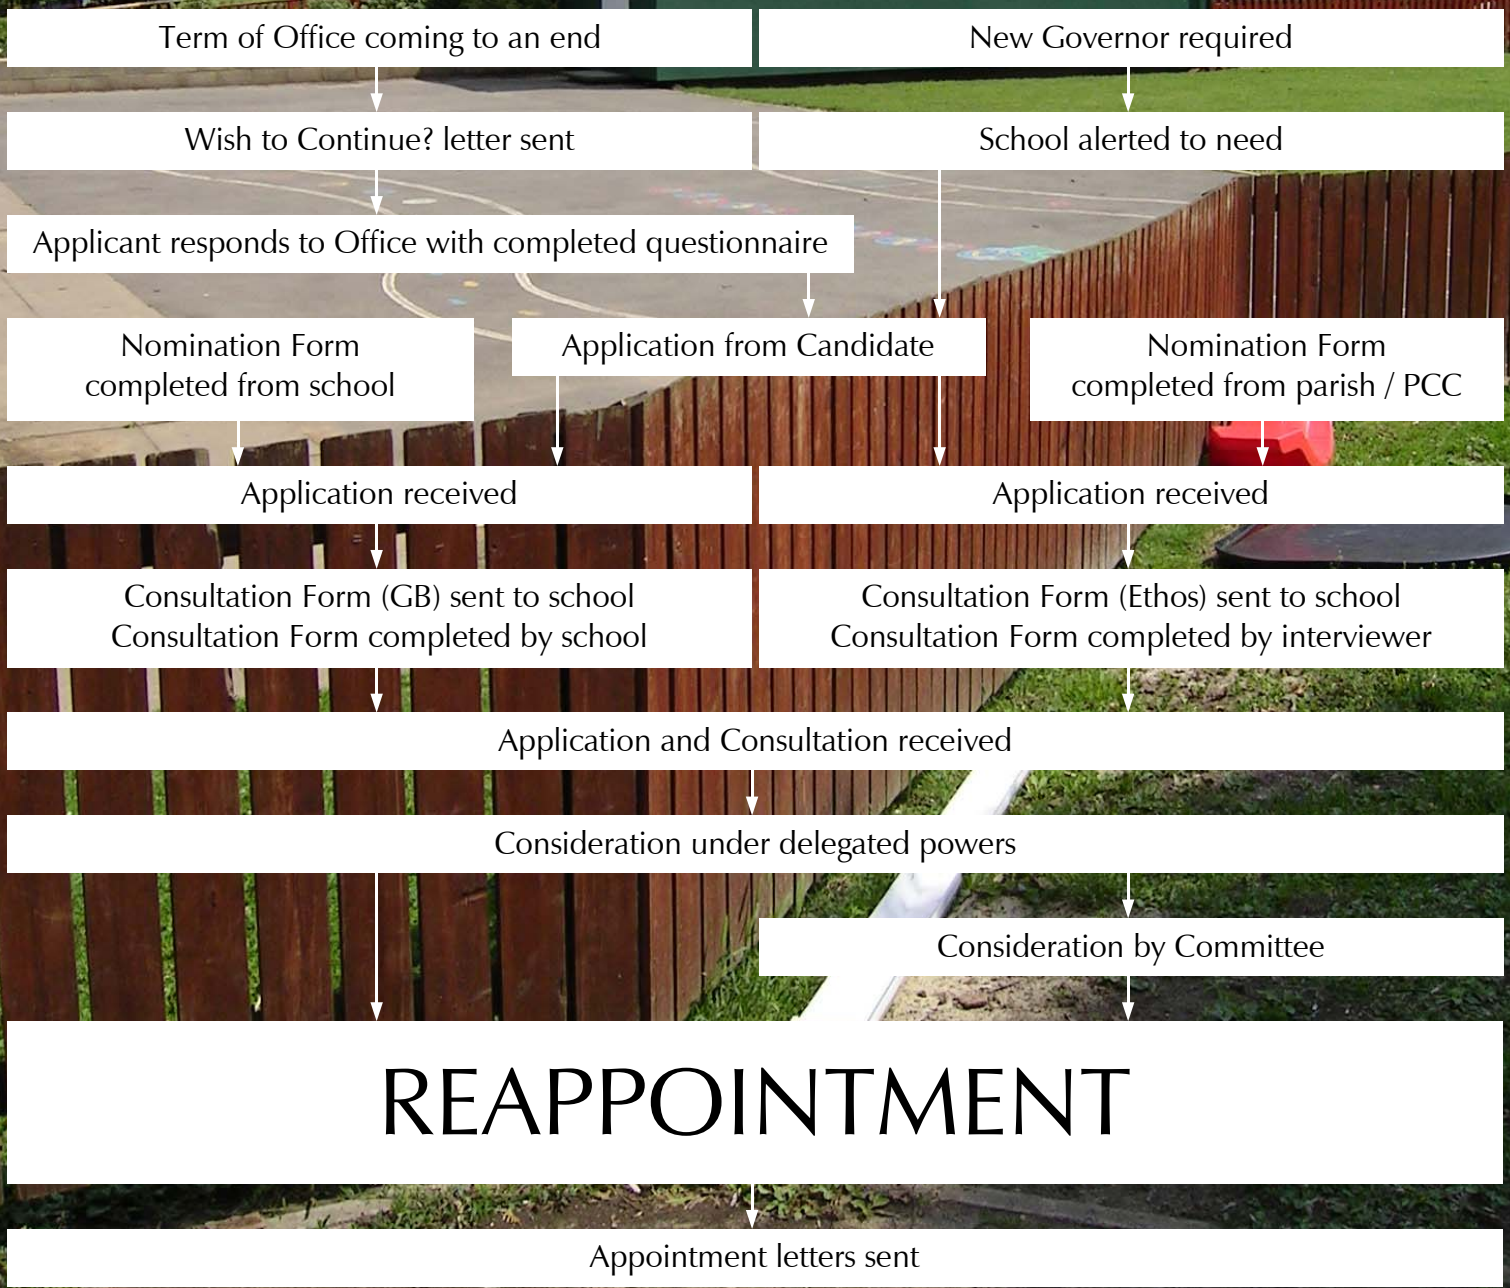 Term of Office coming to an end
New Governor required
Wish to Continue? letter sent
School alerted to need
Applicant responds to Office with completed questionnaire
Nomination Form
completed from school
Application from Candidate
Nomination Form
completed from parish / PCC
Application received
Application received
Consultation Form (GB) sent to school
Consultation Form completed by school
Consultation Form (Ethos) sent to school
Consultation Form completed by interviewer
Application and Consultation received
Consideration under delegated powers
Consideration by Committee
REAPPOINTMENT
Appointment letters sent